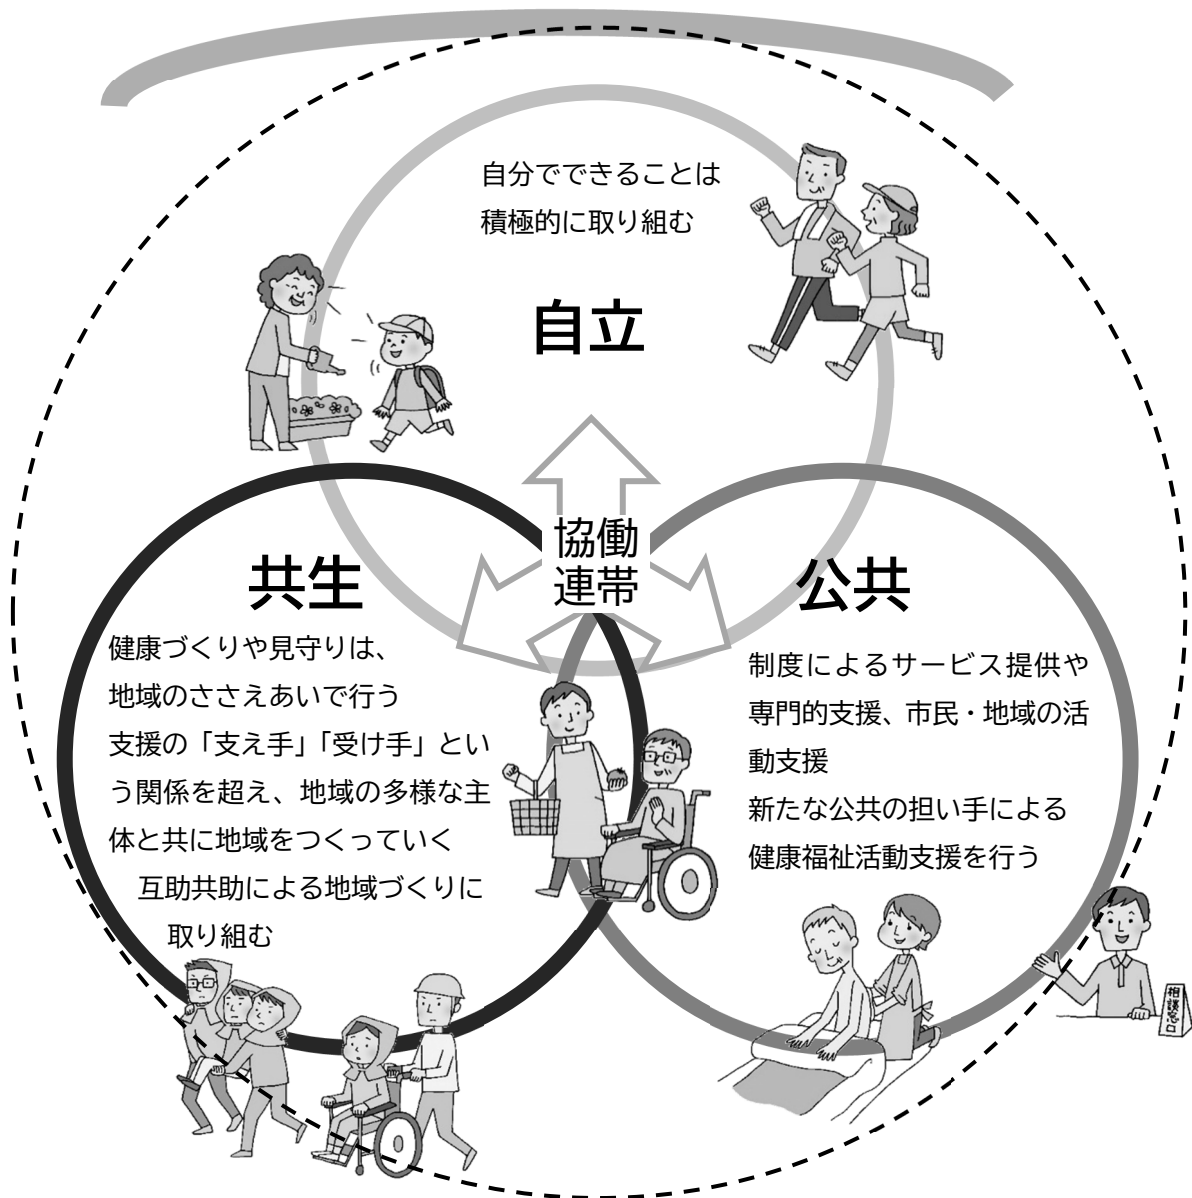 自分でできることは
積極的に取り組む
自立
協働
連帯
共生
健康づくりや見守りは、
地域のささえあいで行う
支援の「支え手」「受け手」とい
う関係を超え、地域の多様な主
体と共に地域をつくっていく
互助共助による地域づくりに
取り組む
公共
制度によるサービス提供や
専門的支援、市民・地域の活
動支援
新たな公共の担い手による
健康福祉活動支援を行う
相談窓口